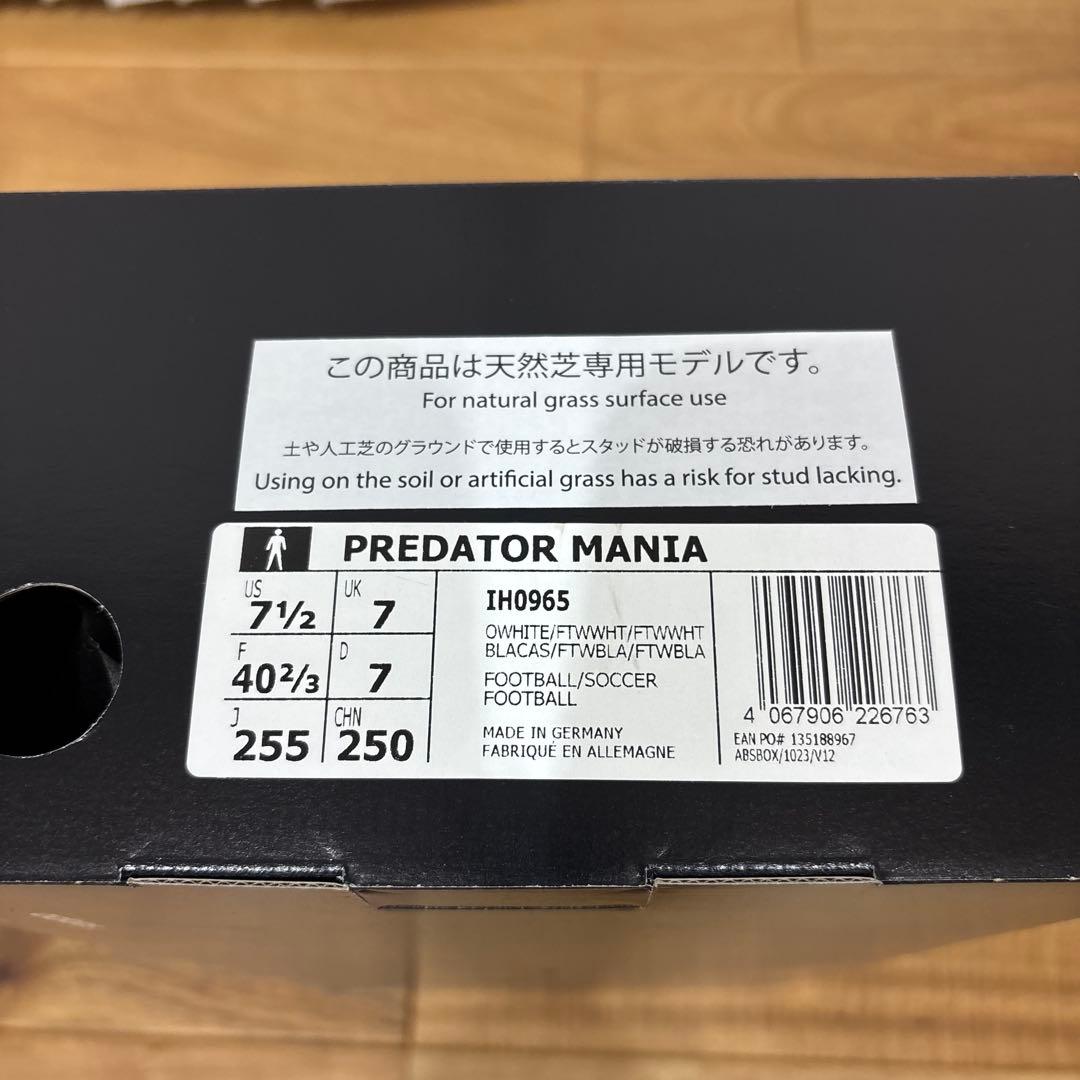 この商品は天然芝専用モデルです。
For natural grass surface use
土や人工芝のグラウンドで使用するとスタッドが破損する恐れがあります。
Using on the soil or artificial grass has a risk for stud lacking.
PREDATOR MANIA
US 7½
UK 7
F 40⅔
D 7
J 255
CHN 250
IH0965
OWHITE/FTWWHT/FTWWHT
BLACAS/FTWBLA/FTWBLA
FOOTBALL/SOCCER
FOOTBALL
MADE IN GERMANY
FABRIQUÉ EN ALLEMAGNE
4 067906 226763
EAN PO# 135188967
ABSBOX/1023/V12